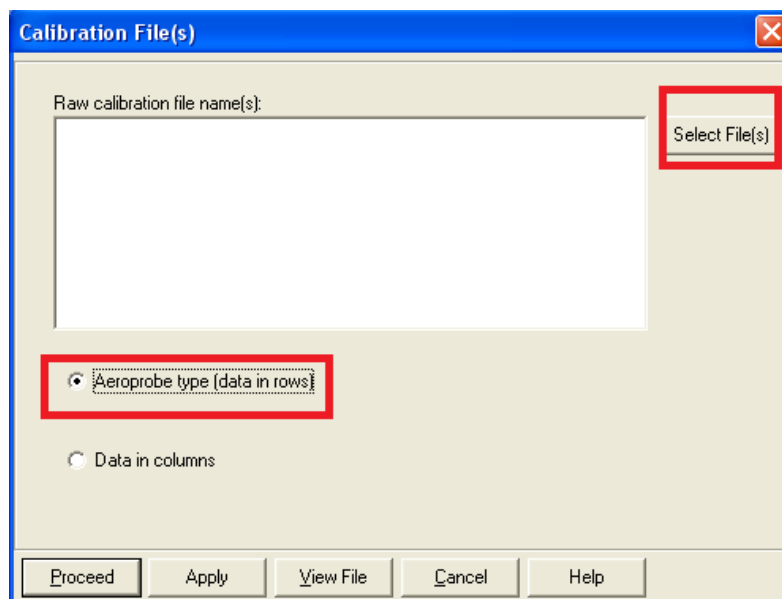 Calibration File(s)
Raw calibration file name(s):
Select File(s)
Aeroprobe type (data in rows)
Data in columns
Proceed
Apply
View File
Cancel
Help